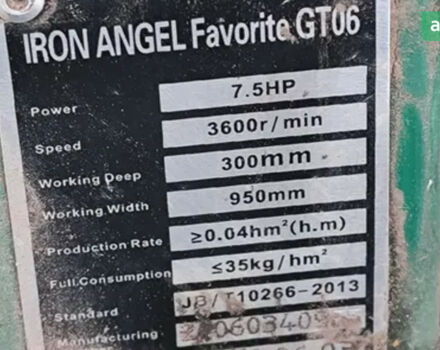 IRON ANGEL Favorite GT06
Power 7.5HP
Speed 3600r/min
Working Deep 300mm
Working Width 950mm
Production Rate ≥0.04hm²(h.m)
Full.Consumption ≤35kg/hm²
Standard JB/T10266-2013
Manufacturing
a